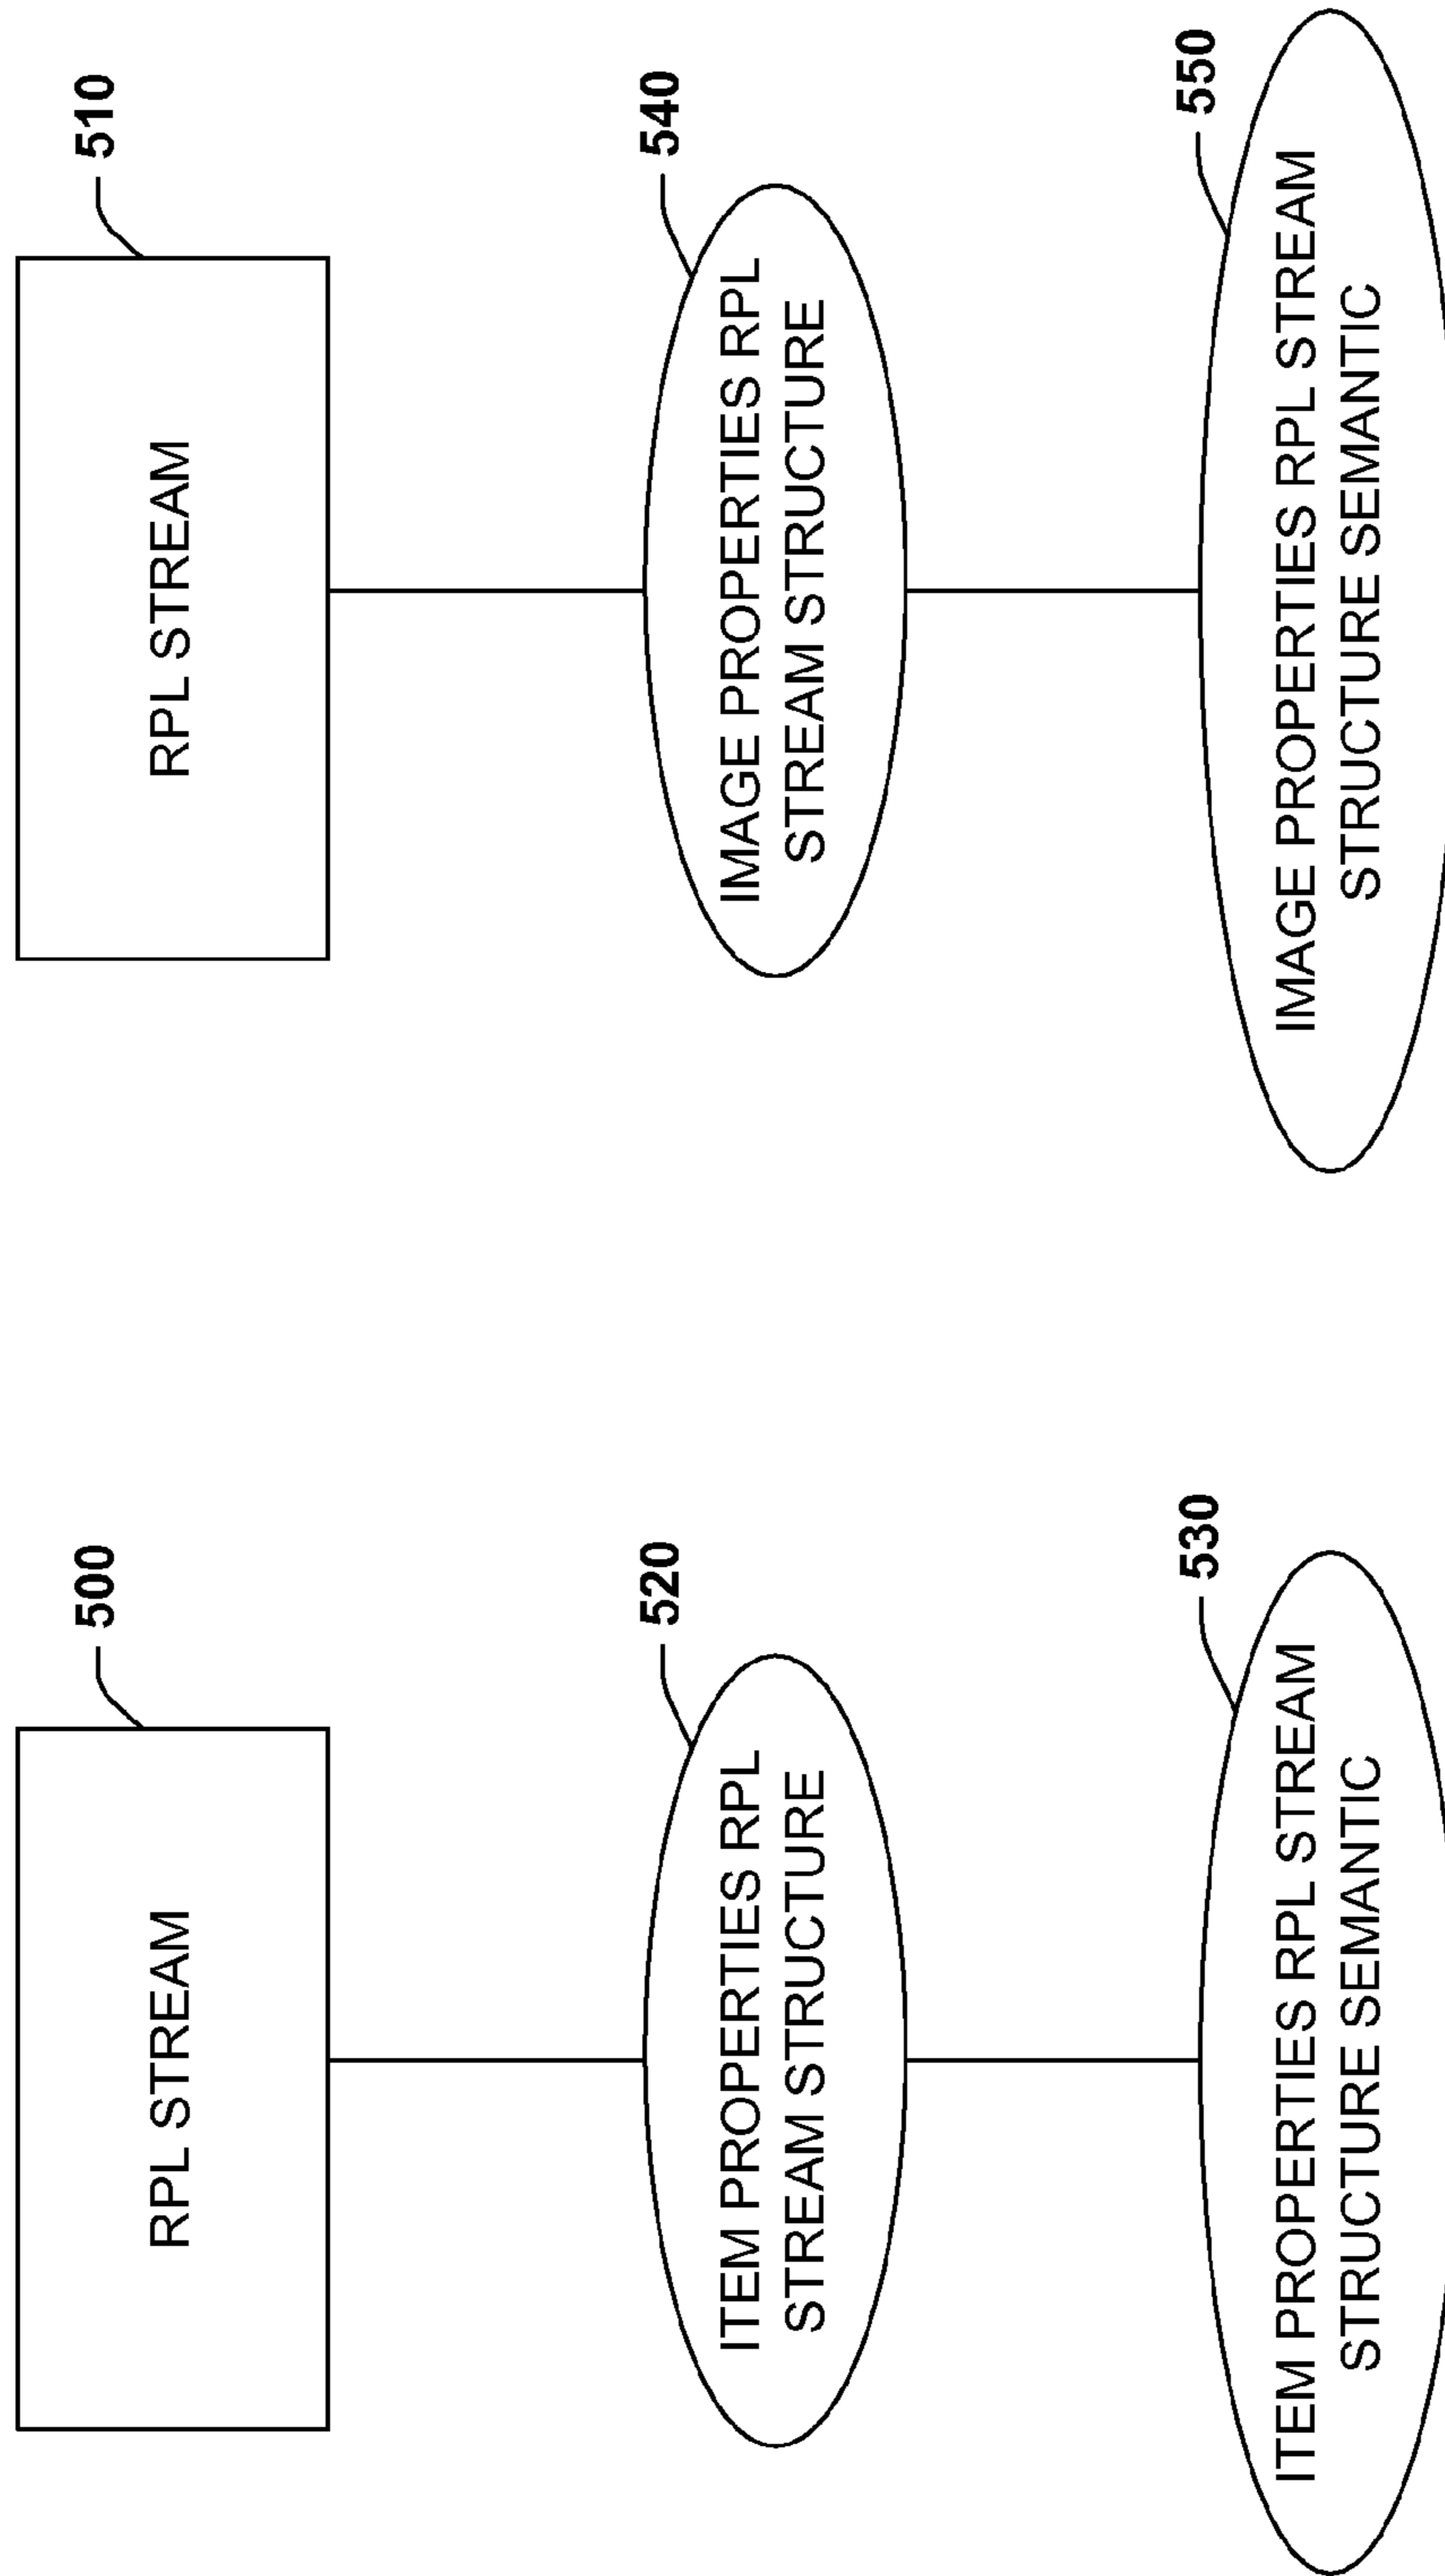 500
RPL STREAM
520
ITEM PROPERTIES RPL
STREAM STRUCTURE
530
ITEM PROPERTIES RPL STREAM
STRUCTURE SEMANTIC
510
RPL STREAM
540
IMAGE PROPERTIES RPL
STREAM STRUCTURE
550
IMAGE PROPERTIES RPL STREAM
STRUCTURE SEMANTIC